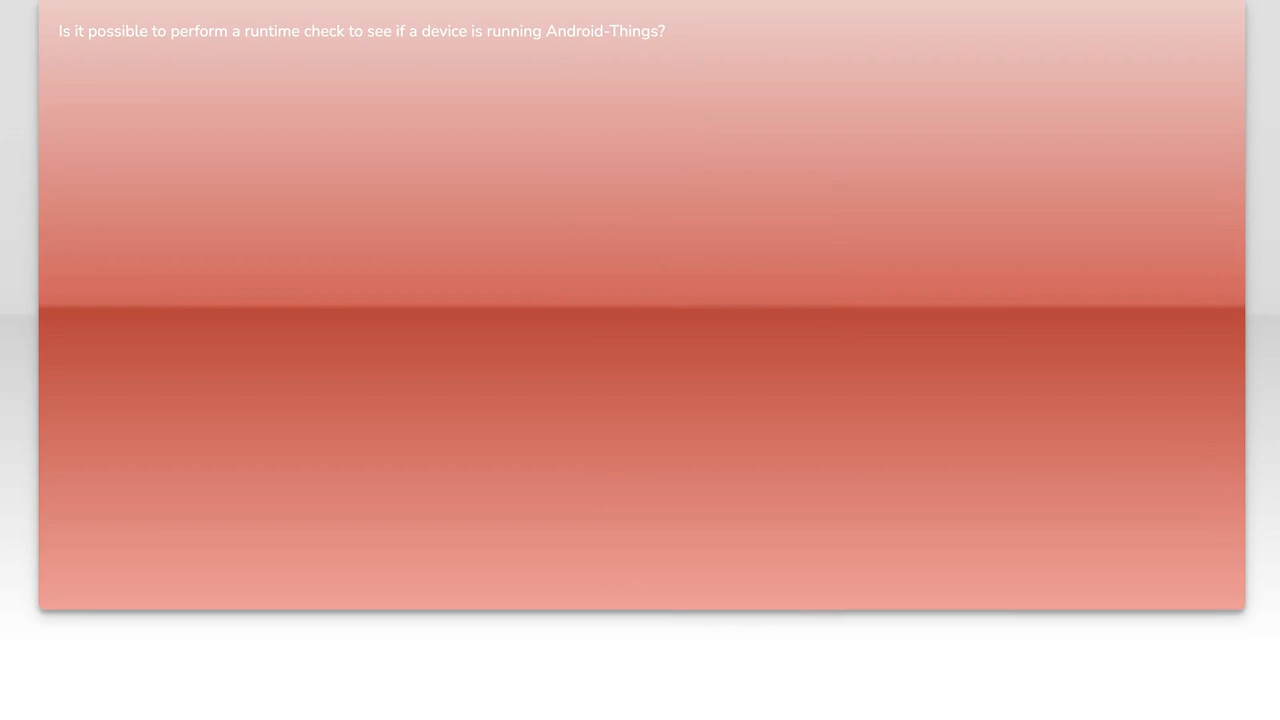 Is it possible to perform a runtime check to see if a device is running Android-Things?